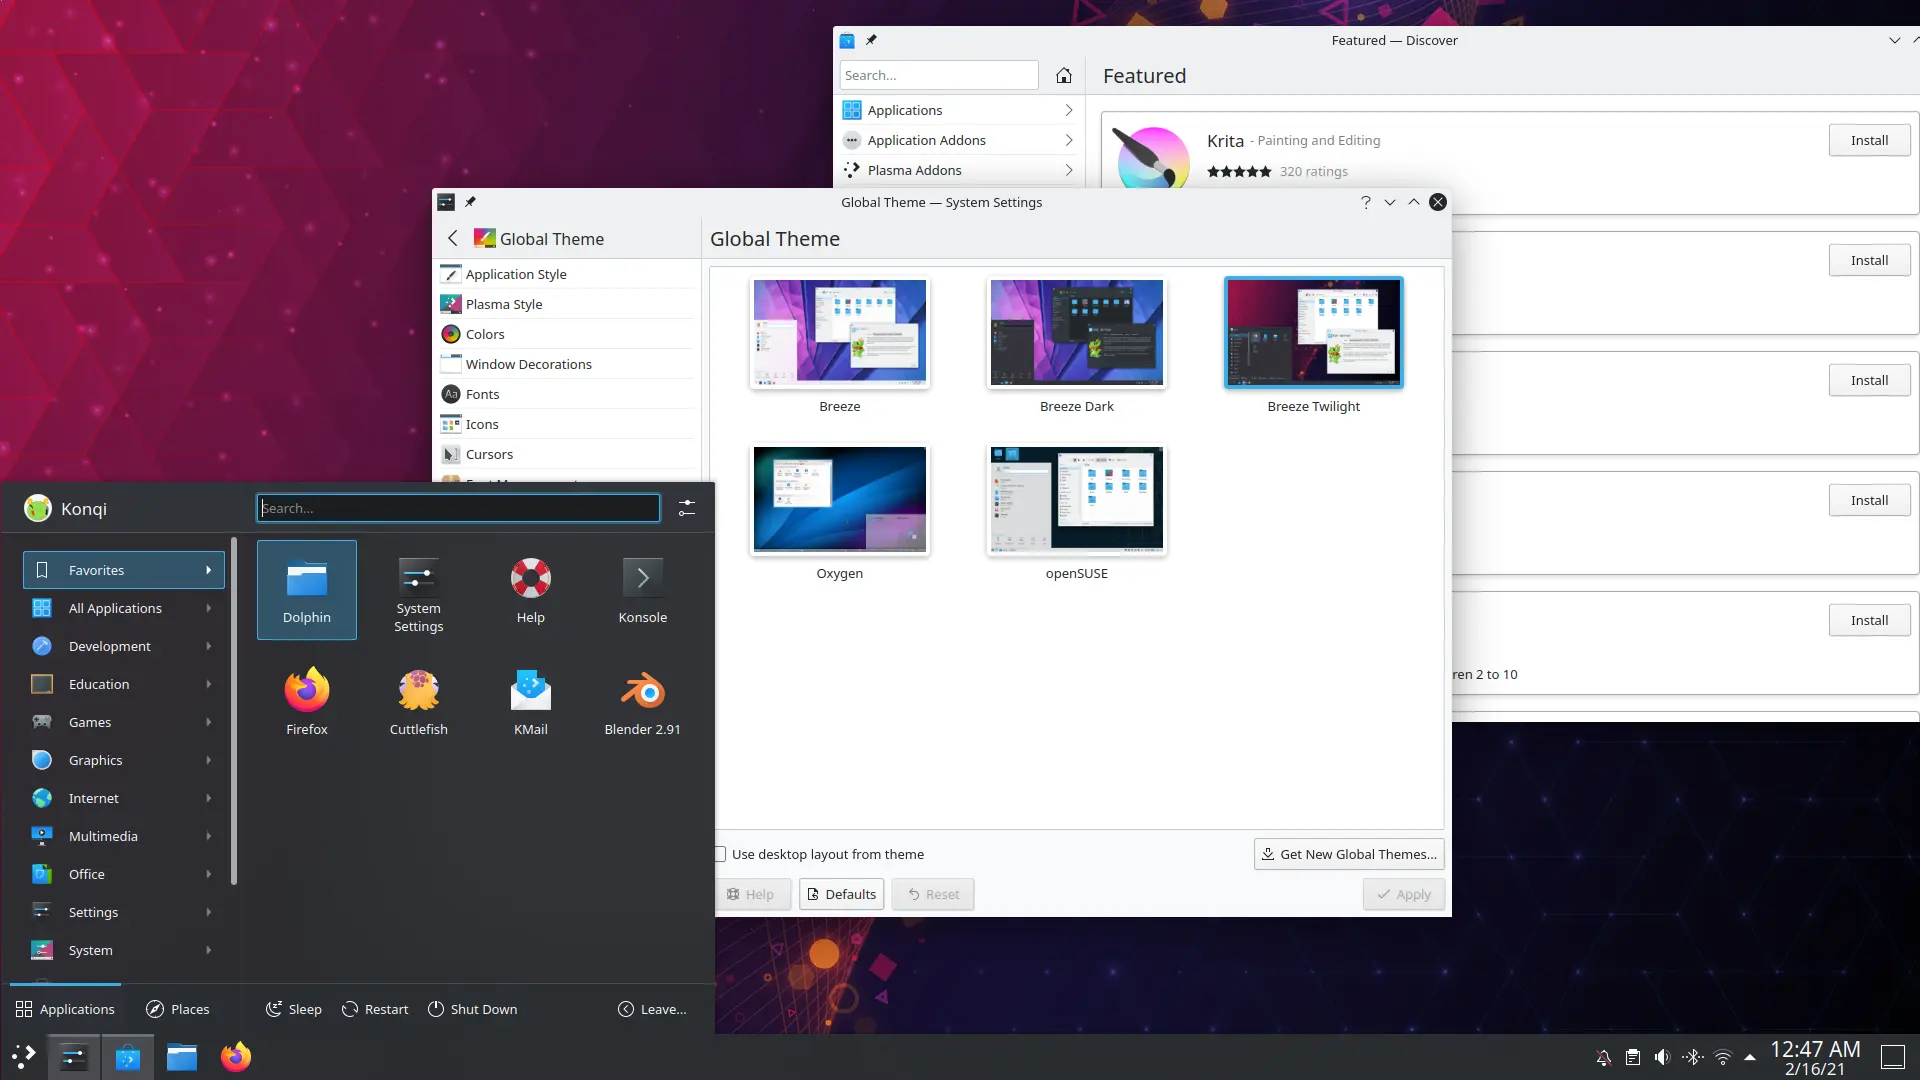 Featured — Discover
Search...
Featured
Applications
Application Addons
Plasma Addons
Krita - Painting and Editing
320 ratings
Install
Install
Install
Install
Install
ren 2 to 10
Global Theme — System Settings
Global Theme
Global Theme
Application Style
Plasma Style
Colors
Window Decorations
Fonts
Icons
Cursors
Breeze
Breeze Dark
Breeze Twilight
Oxygen
openSUSE
Use desktop layout from theme
Get New Global Themes...
Help
Defaults
Reset
Apply
Konqi
Search...
Favorites
All Applications
Development
Education
Games
Graphics
Internet
Multimedia
Office
Settings
System
Dolphin
System
Settings
Help
Konsole
Firefox
Cuttlefish
KMail
Blender 2.91
Applications
Places
Sleep
Restart
Shut Down
Leave...
12:47 AM
2/16/21